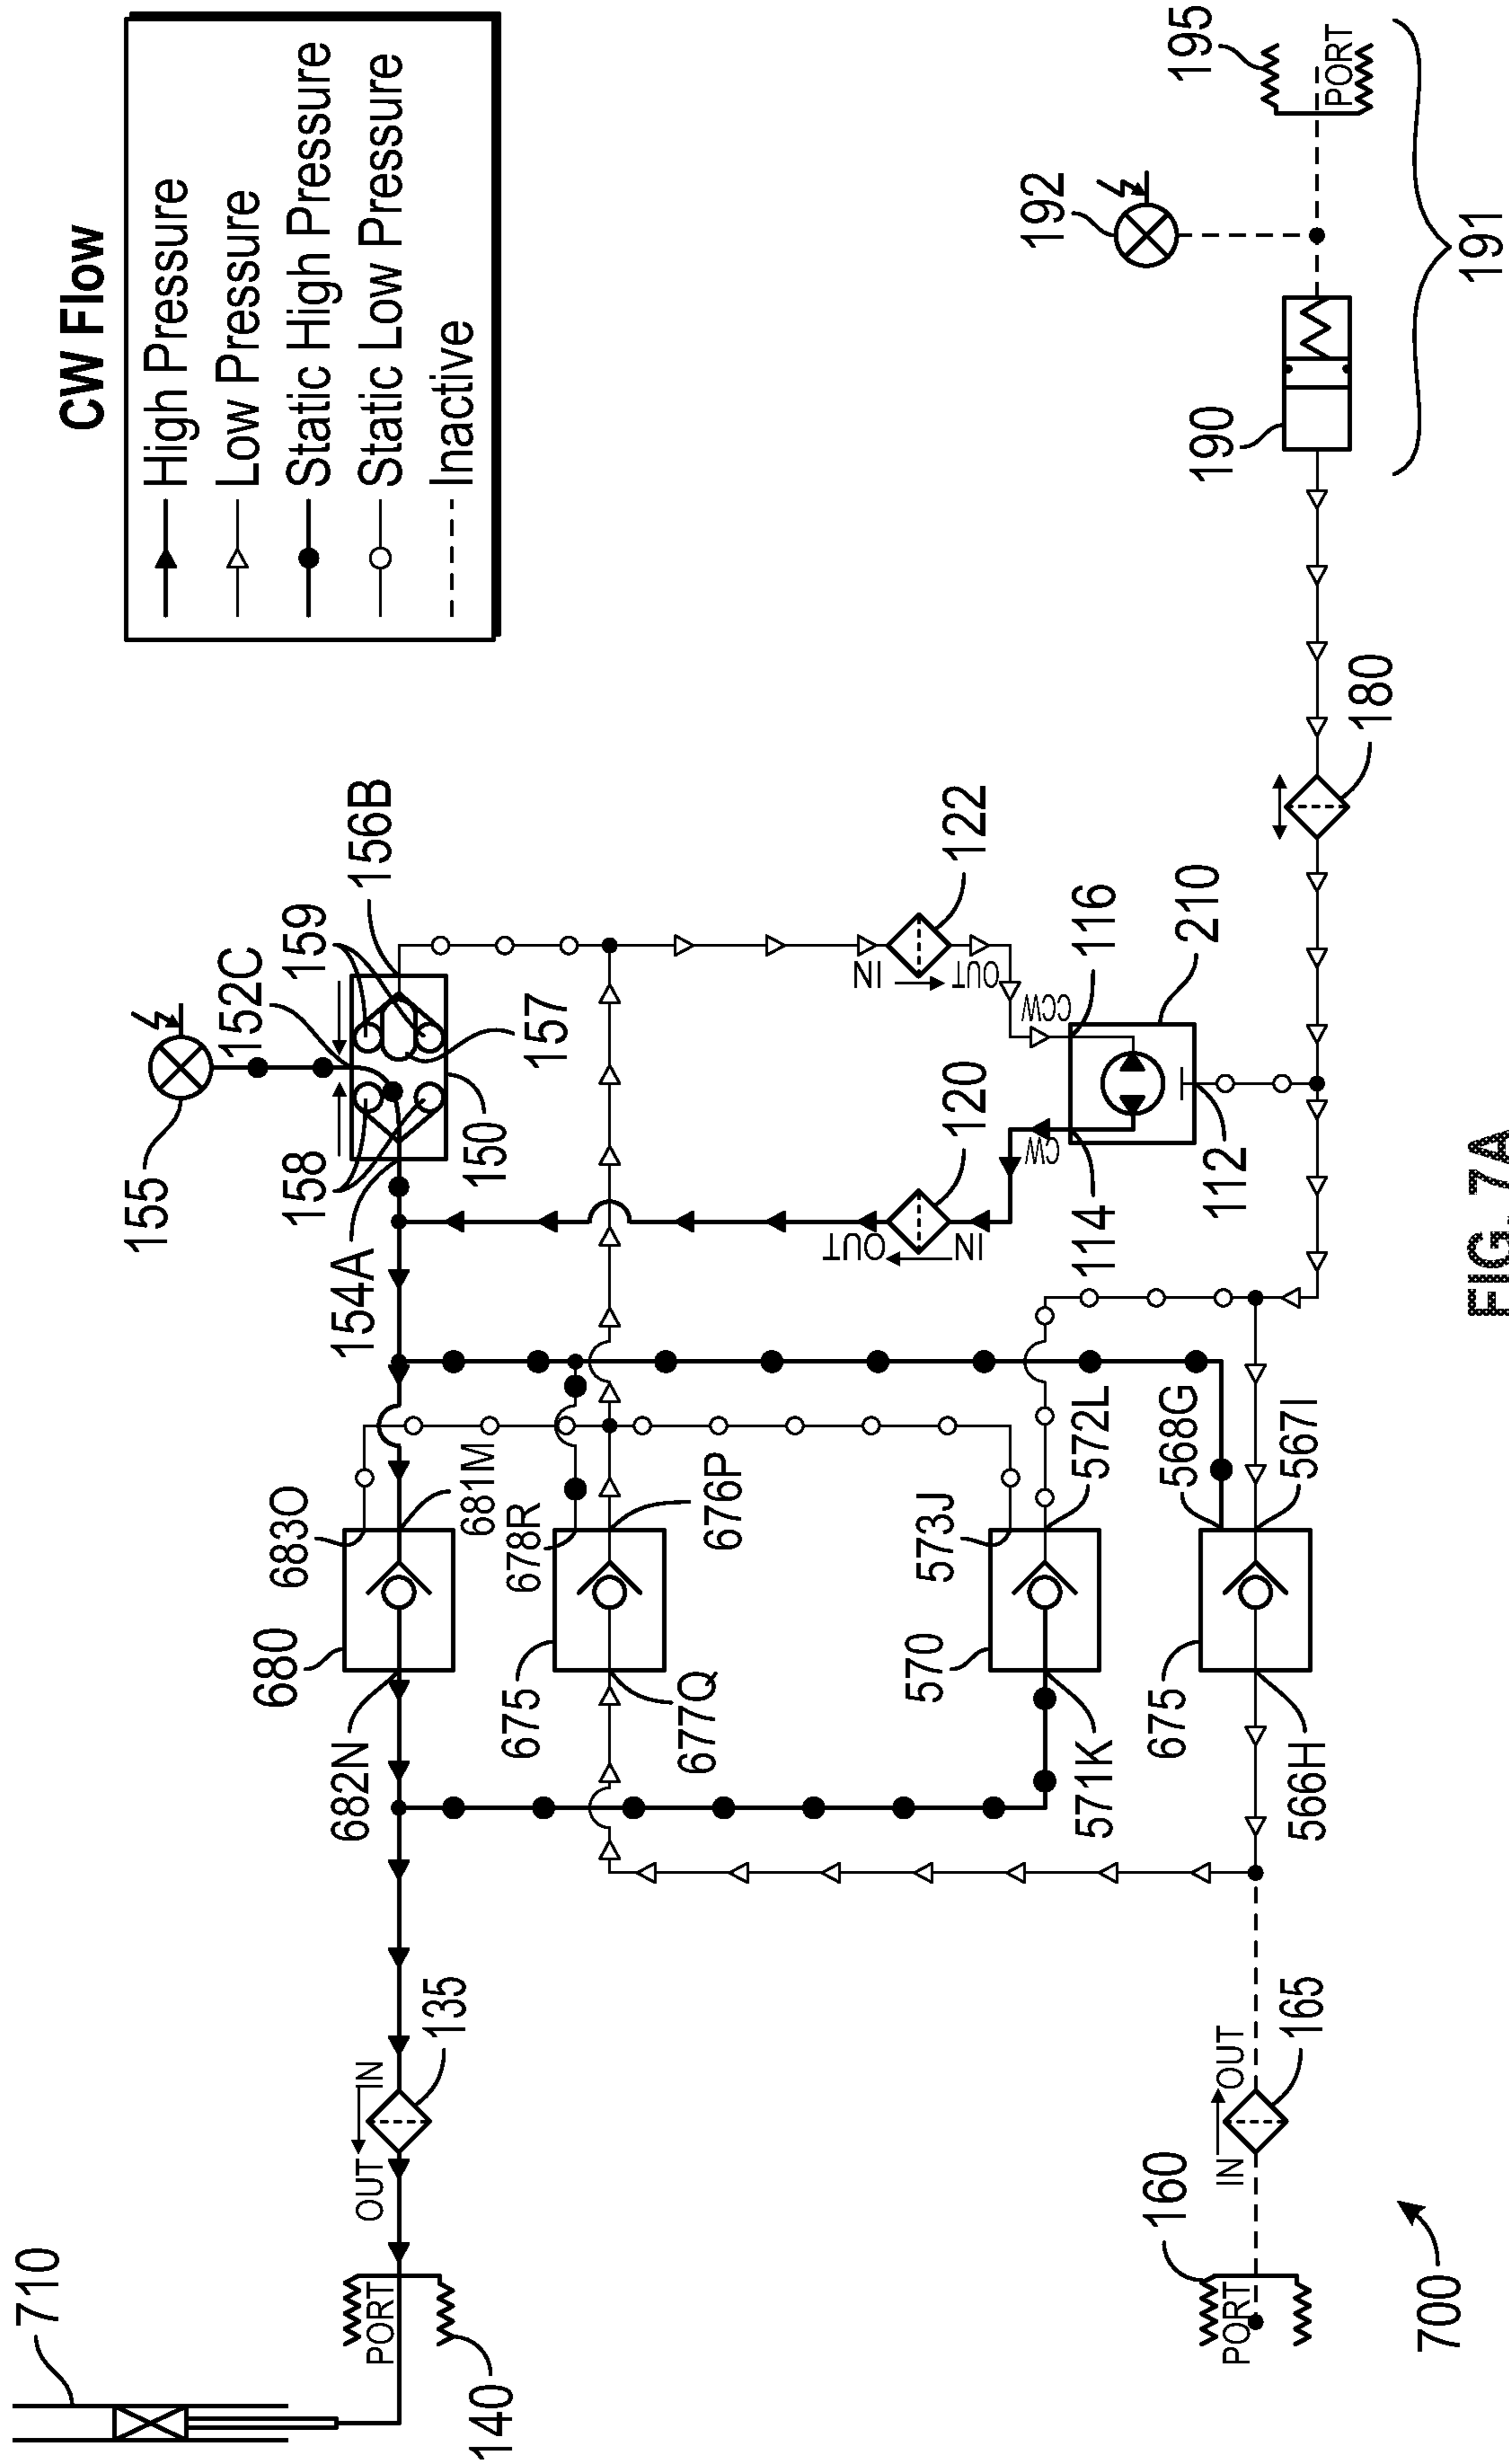 CW Flow
High Pressure
Low Pressure
Static High Pressure
Static Low Pressure
Inactive
710
155
152C
159
156B
158
157
154A
150
PORT
140
OUT
IN
135
682N
680
683O
681M
675
678R
677Q
676P
120
OUT
IN
122
IN
OUT
CW
CCW
114
116
112
210
570
573J
571K
572L
675
568G
566H
567I
160
PORT
IN
OUT
165
180
190
192
195
PORT
191
700
FIG. 7A